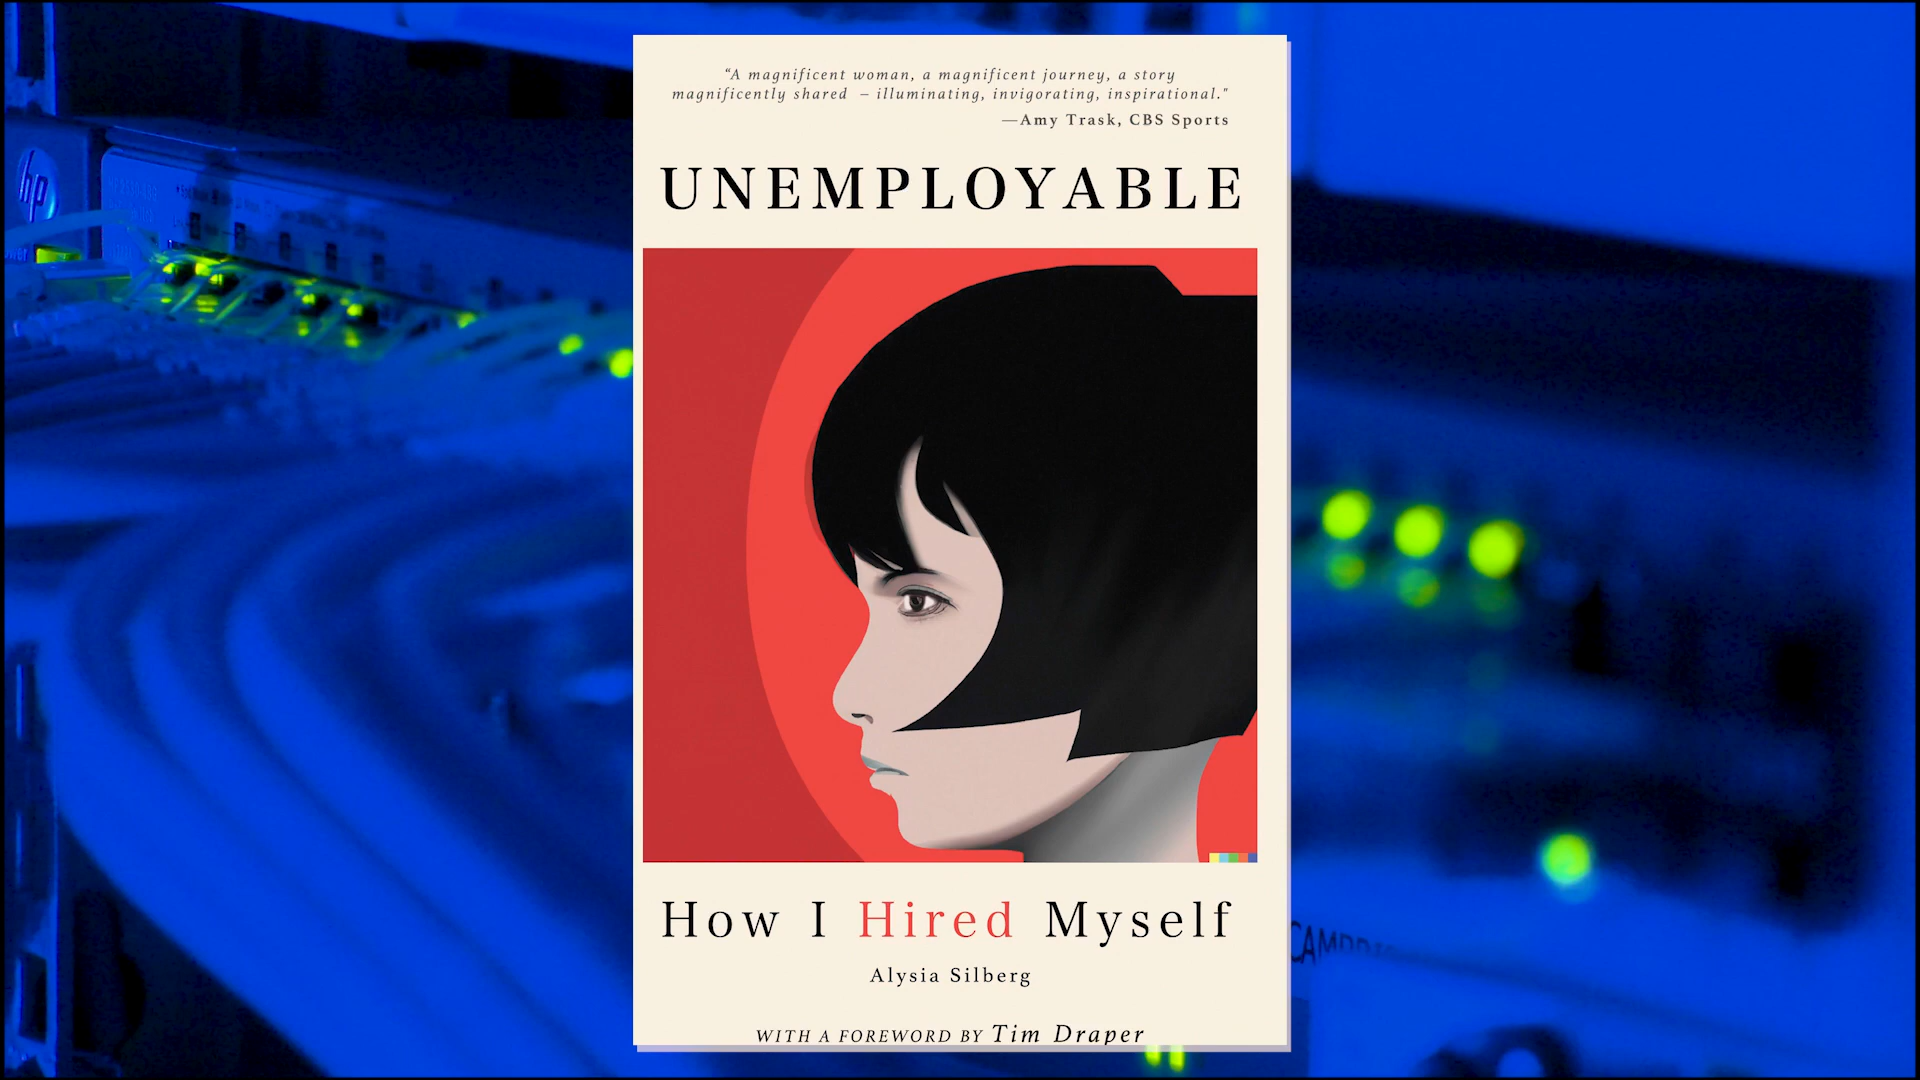 “A magnificent woman, a magnificent journey, a story
magnificently shared – illuminating, invigorating, inspirational."
—Amy Trask, CBS Sports
UNEMPLOYABLE
How I Hired Myself
Alysia Silberg
WITH A FOREWORD BY Tim Draper
hp